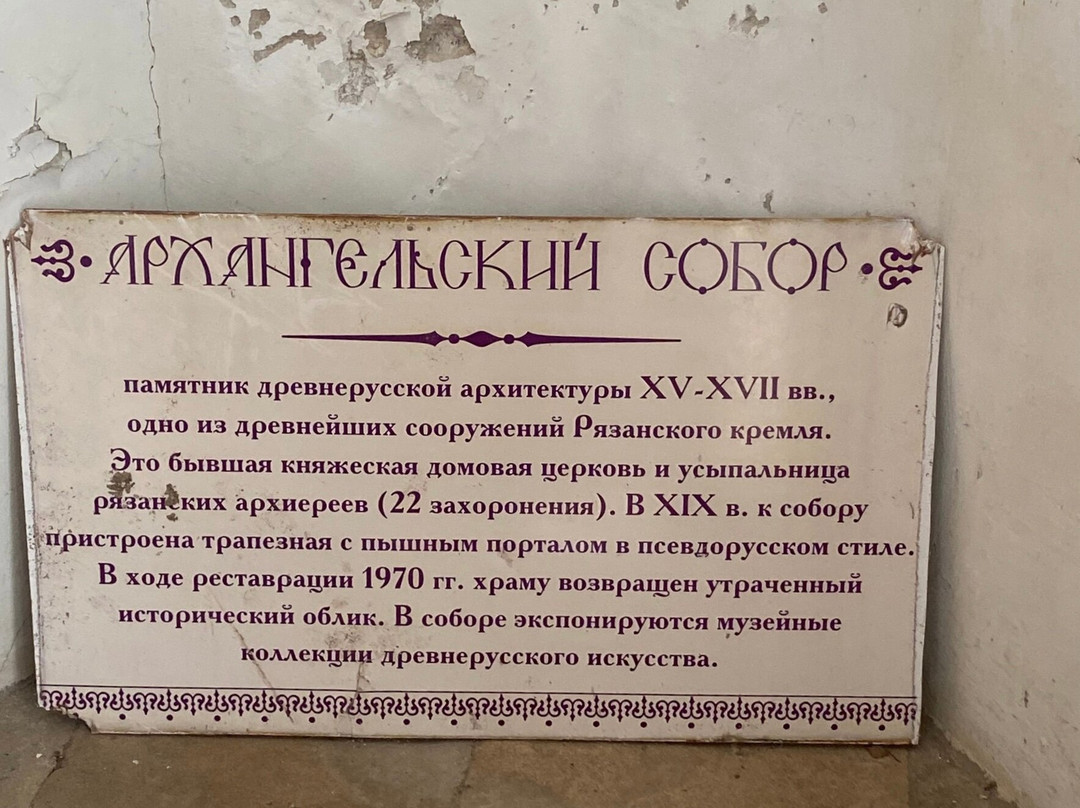 АРХАНГЕЛЬСКИЙ СОБОР
памятник древнерусской архитектуры XV-XVII вв.,
одно из древнейших сооружений Рязанского кремля.
Это бывшая княжеская домовая церковь и усыпальница
рязанских архиереев (22 захоронения). В XIX в. к собору
пристроена трапезная с пышным порталом в псевдорусском стиле.
В ходе реставрации 1970 гг. храму возвращен утраченный
исторический облик. В соборе экспонируются музейные
коллекции древнерусского искусства.